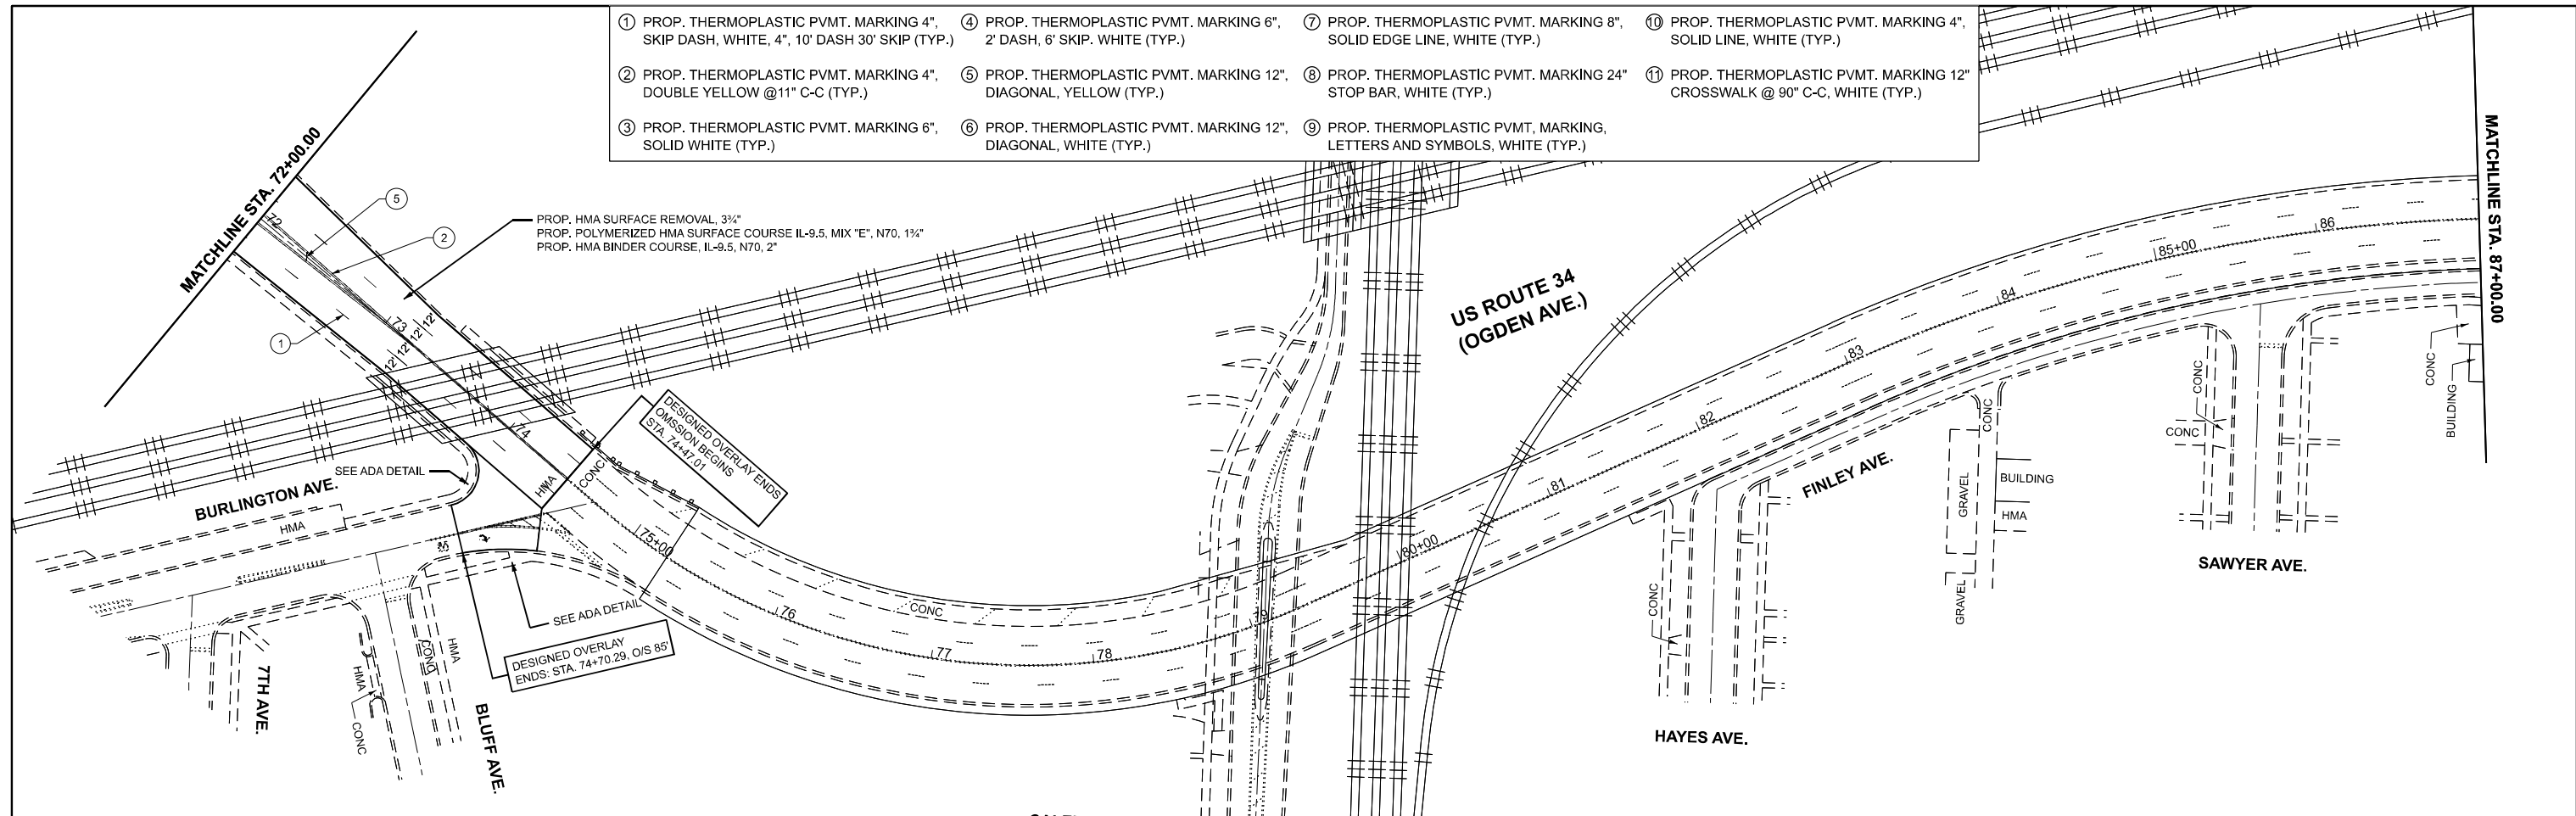 ① PROP. THERMOPLASTIC PVMT. MARKING 4",
SKIP DASH, WHITE, 4", 10' DASH 30' SKIP (TYP.)
② PROP. THERMOPLASTIC PVMT. MARKING 4",
DOUBLE YELLOW @11" C-C (TYP.)
③ PROP. THERMOPLASTIC PVMT. MARKING 6",
SOLID WHITE (TYP.)
④ PROP. THERMOPLASTIC PVMT. MARKING 6",
2' DASH, 6' SKIP. WHITE (TYP.)
⑤ PROP. THERMOPLASTIC PVMT. MARKING 12",
DIAGONAL, YELLOW (TYP.)
⑥ PROP. THERMOPLASTIC PVMT. MARKING 12",
DIAGONAL, WHITE (TYP.)
⑦ PROP. THERMOPLASTIC PVMT. MARKING 8",
SOLID EDGE LINE, WHITE (TYP.)
⑧ PROP. THERMOPLASTIC PVMT. MARKING 24"
STOP BAR, WHITE (TYP.)
⑨ PROP. THERMOPLASTIC PVMT, MARKING,
LETTERS AND SYMBOLS, WHITE (TYP.)
⑩ PROP. THERMOPLASTIC PVMT. MARKING 4",
SOLID LINE, WHITE (TYP.)
⑪ PROP. THERMOPLASTIC PVMT. MARKING 12"
CROSSWALK @ 90" C-C, WHITE (TYP.)
MATCHLINE STA. 72+00.00
72
5
2
1
PROP. HMA SURFACE REMOVAL, 3¾"
PROP. POLYMERIZED HMA SURFACE COURSE IL-9.5, MIX "E", N70, 1¾"
PROP. HMA BINDER COURSE, IL-9.5, N70, 2"
73
12' 12' 12' 12'
74
DESIGNED OVERLAY ENDS
OMISSION BEGINS
STA. 74+47.01
HMA
CONC
SEE ADA DETAIL
BURLINGTON AVE.
HMA
75+00
76
77
78
CONC
SEE ADA DETAIL
DESIGNED OVERLAY
ENDS: STA. 74+70.29, O/S 85'
7TH AVE.
HMA
CONC
CONC
HMA
BLUFF AVE.
US ROUTE 34
(OGDEN AVE.)
80+00
81
82
83
84
85+00
86
MATCHLINE STA. 87+00.00
CONC
HAYES AVE.
FINLEY AVE.
GRAVEL
GRAVEL
CONC
BUILDING
HMA
CONC
CONC
SAWYER AVE.
CONC
BUILDING